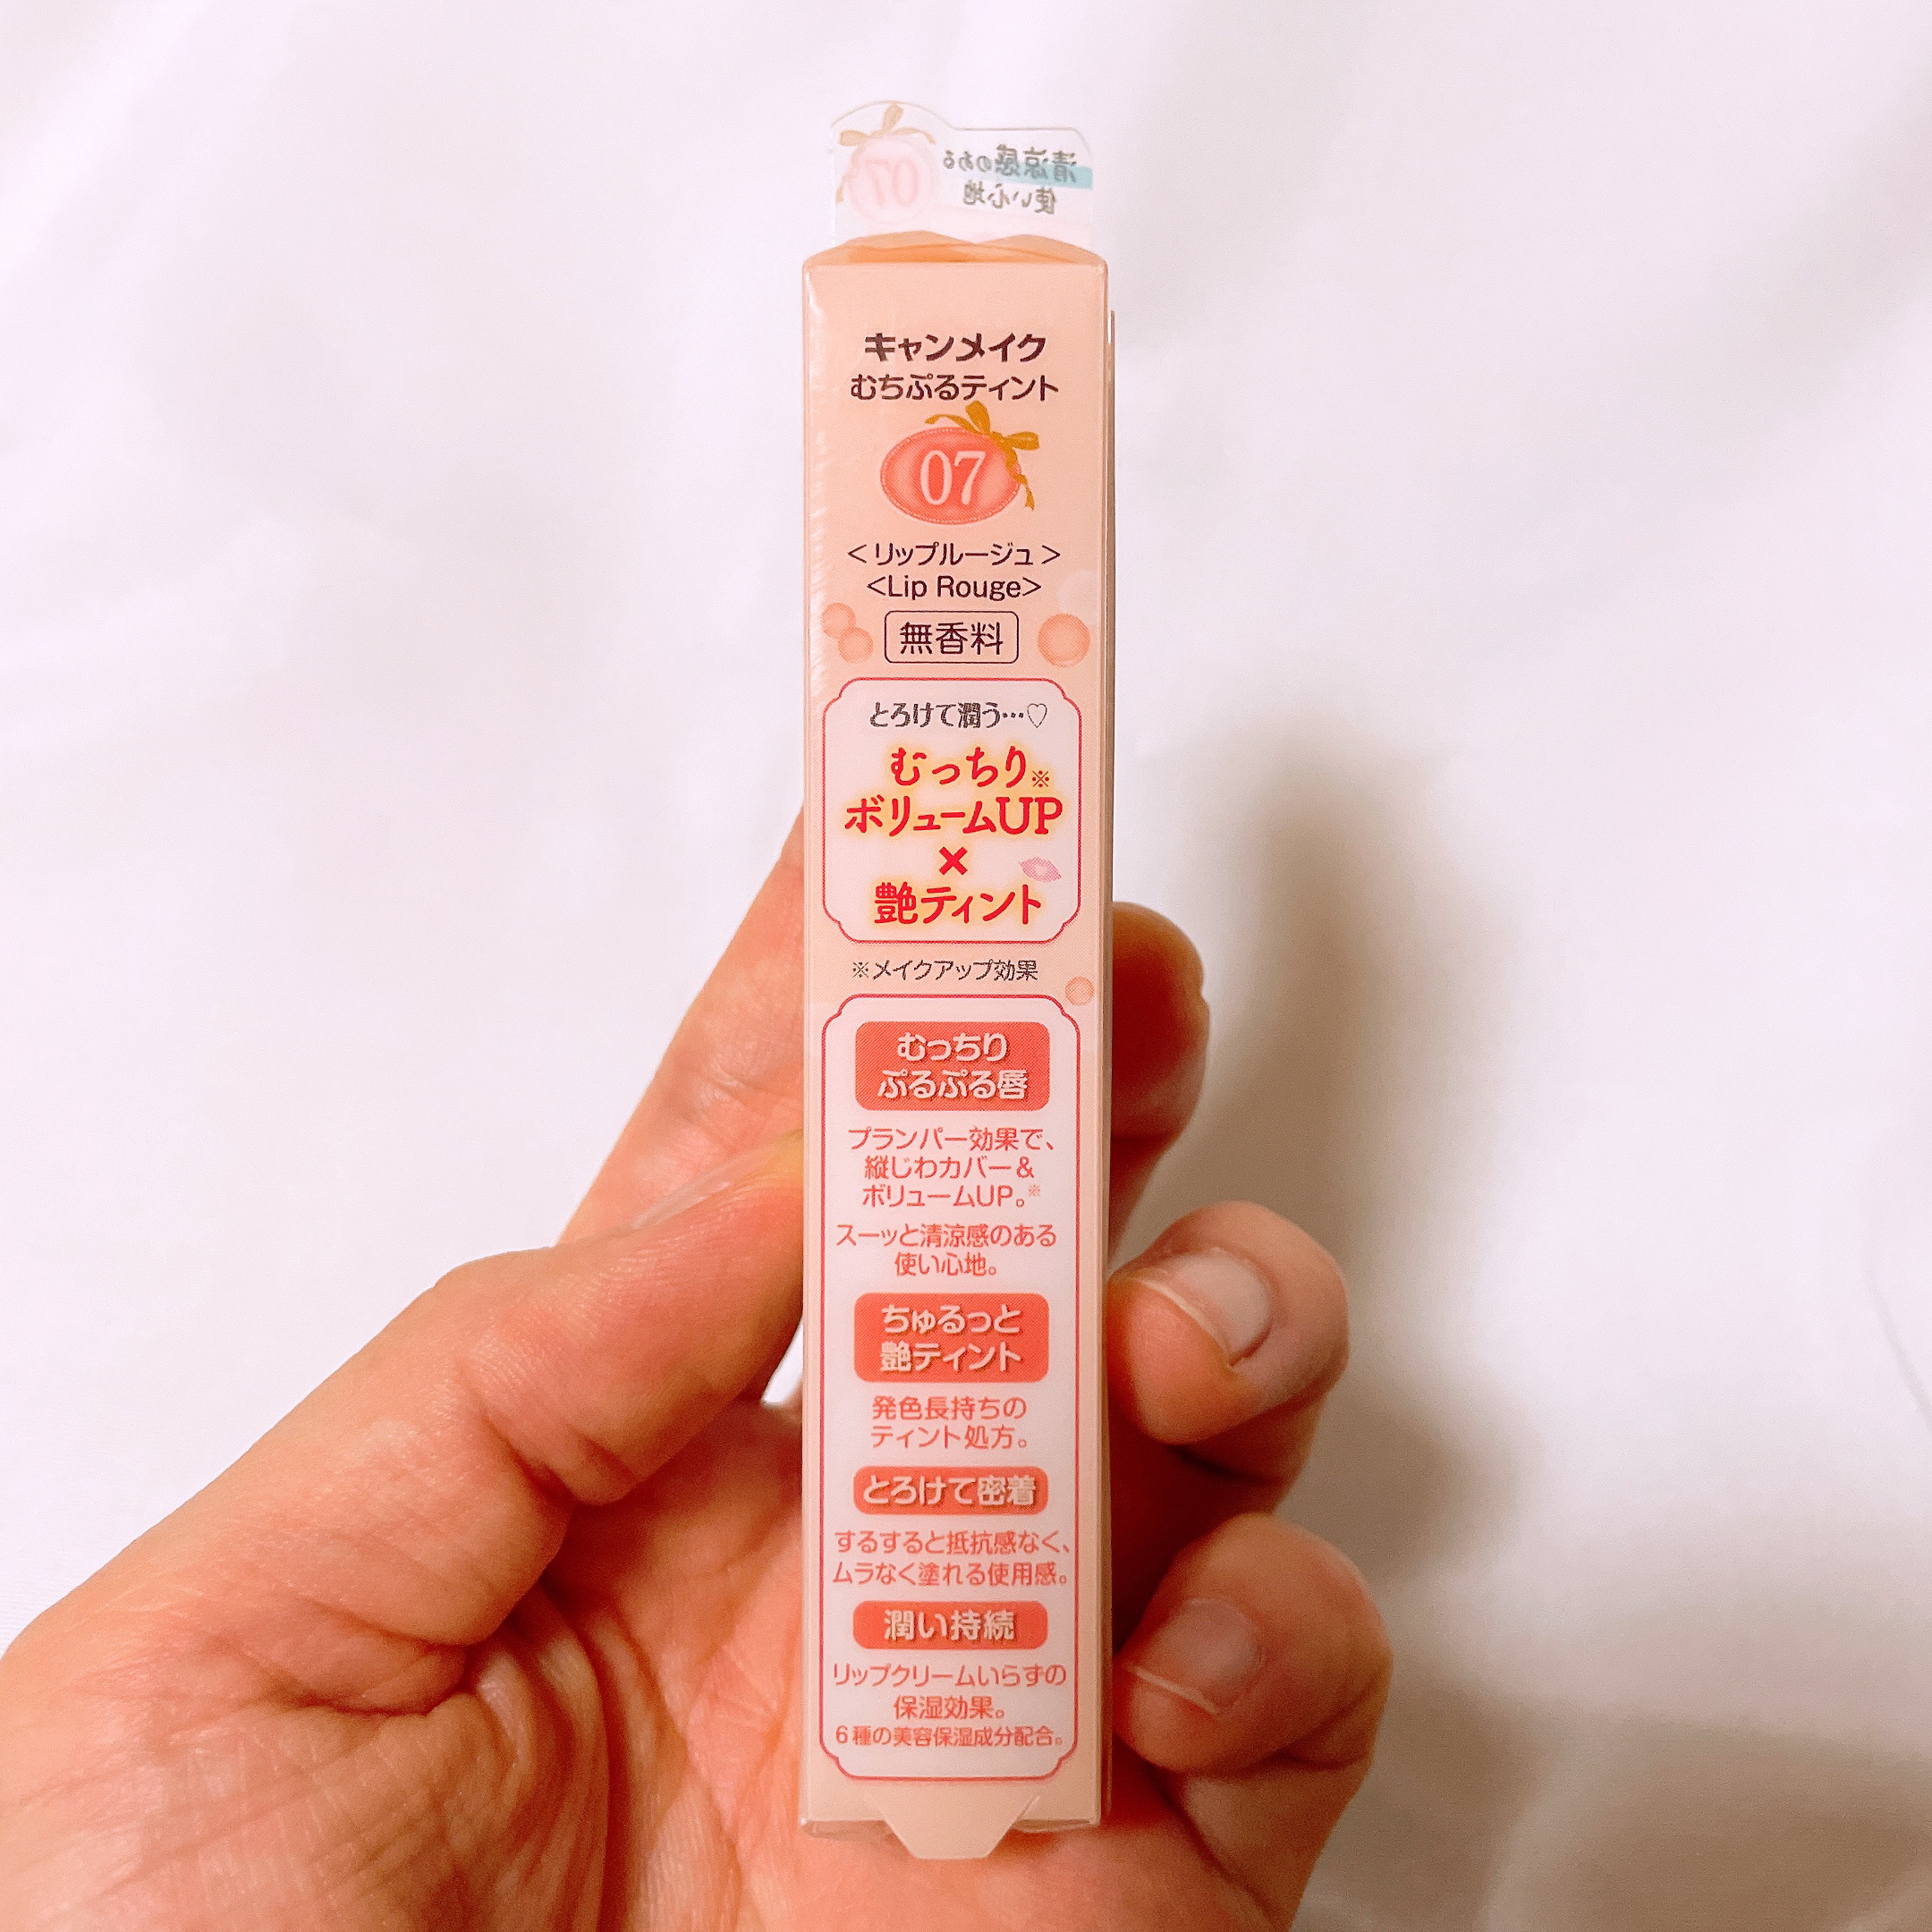 清涼感のある
使い心地
07
キャンメイク
むちぷるティント
07
＜リップルージュ＞
<Lip Rouge>
無香料
とろけて潤う…♡
むっちり※
ボリュームUP
×
艶ティント
※メイクアップ効果
むっちり
ぷるぷる唇
プランパー効果で、
縦じわカバー＆
ボリュームUP。※
スーッと清涼感のある
使い心地。
ちゅるっと
艶ティント
発色長持ちの
ティント処方。
とろけて密着
するすると抵抗感なく、
ムラなく塗れる使用感。
潤い持続
リップクリームいらずの
保湿効果。
6種の美容保湿成分配合。